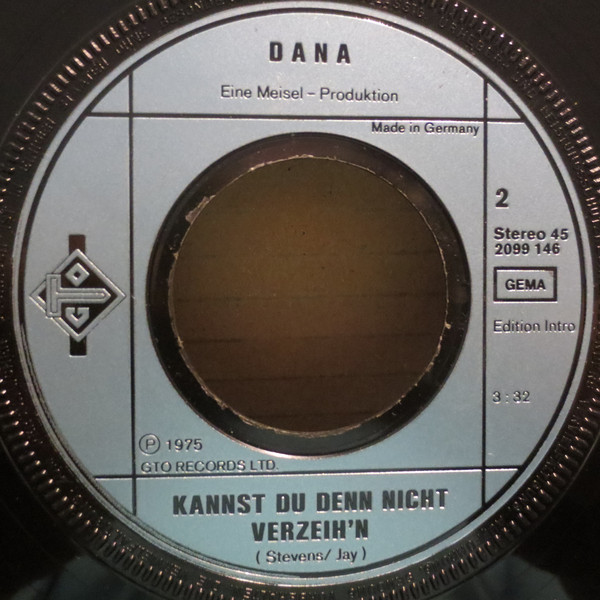 DANA
Eine Meisel - Produktion
Made in Germany
2
Stereo 45
2099 146
GEMA
Edition Intro
3:32
GTO
Ⓟ 1975
GTO RECORDS LTD.
KANNST DU DENN NICHT
VERZEIH'N
(Stevens/Jay)